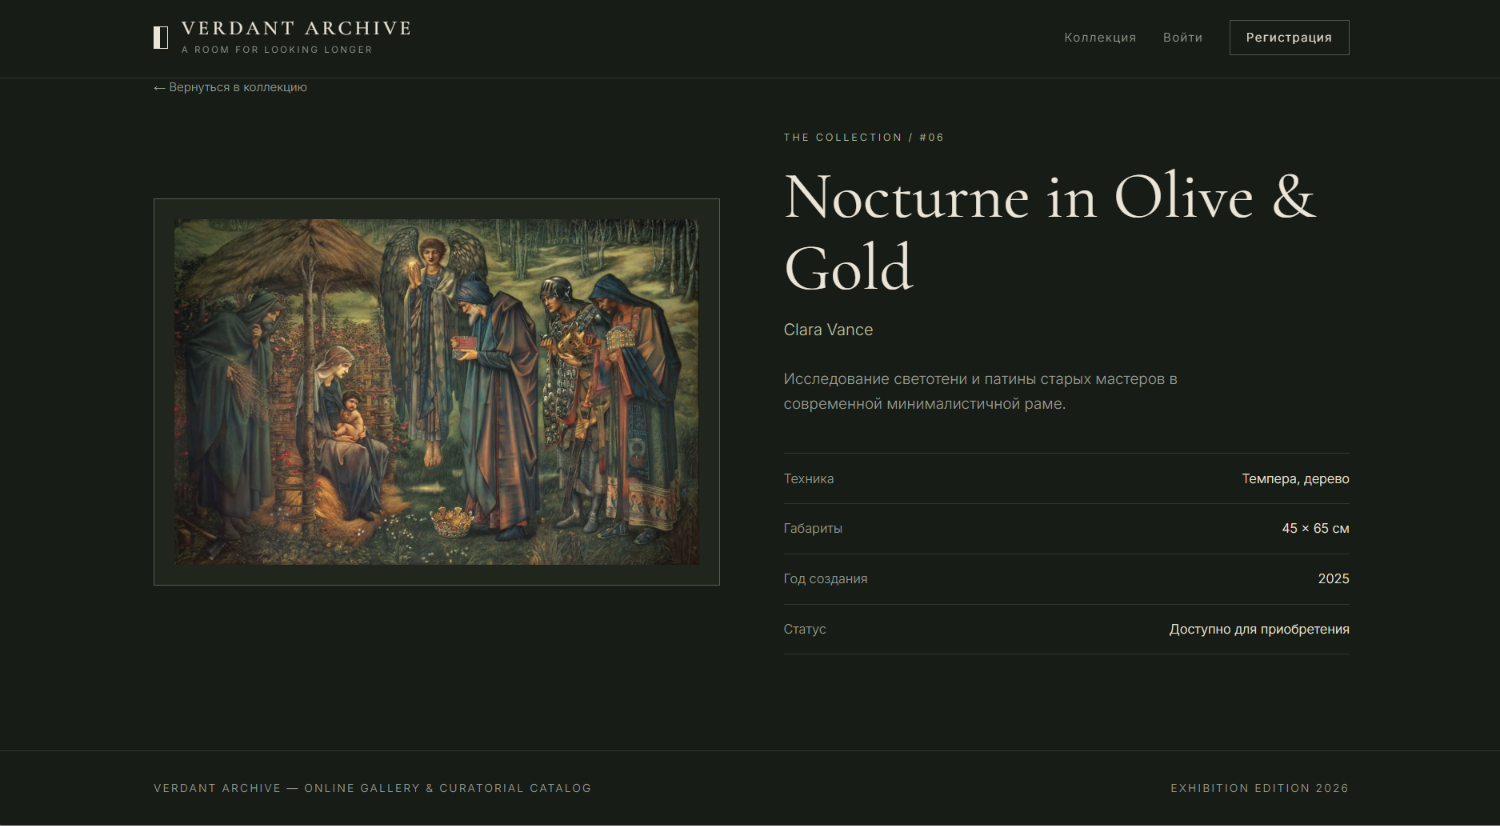 VERDANT ARCHIVE
A ROOM FOR LOOKING LONGER
Коллекция
Войти
Регистрация
← Вернуться в коллекцию
THE COLLECTION / #06
Nocturne in Olive &
Gold
Clara Vance
Исследование светотени и патины старых мастеров в
современной минималистичной раме.
Техника
Темпера, дерево
Габариты
45 × 65 см
Год создания
2025
Статус
Доступно для приобретения
VERDANT ARCHIVE — ONLINE GALLERY & CURATORIAL CATALOG
EXHIBITION EDITION 2026